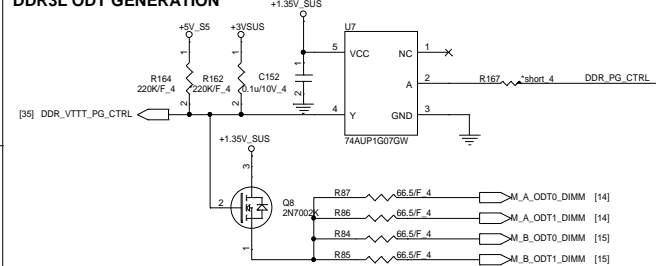 DDR3L ODT GENERATION
+1.35V_SUS
+5V_S5
+3VSUS
U7
1
1
1
5
VCC
NC
1
R164
220K/F_4
R162
220K/F_4
C152
0.1u/10V_4
A
2
R167
*short_4
DDR_PG_CTRL
2
2
2
[35] DDR_VTTT_PG_CTRL
4
Y
GND
3
74AUP1G07GW
+1.35V_SUS
3
2
Q8
2N7002K
1
R87
66.5/F_4
M_A_ODT0_DIMM [14]
R86
66.5/F_4
M_A_ODT1_DIMM [14]
R84
66.5/F_4
M_B_ODT0_DIMM [15]
R85
66.5/F_4
M_B_ODT1_DIMM [15]